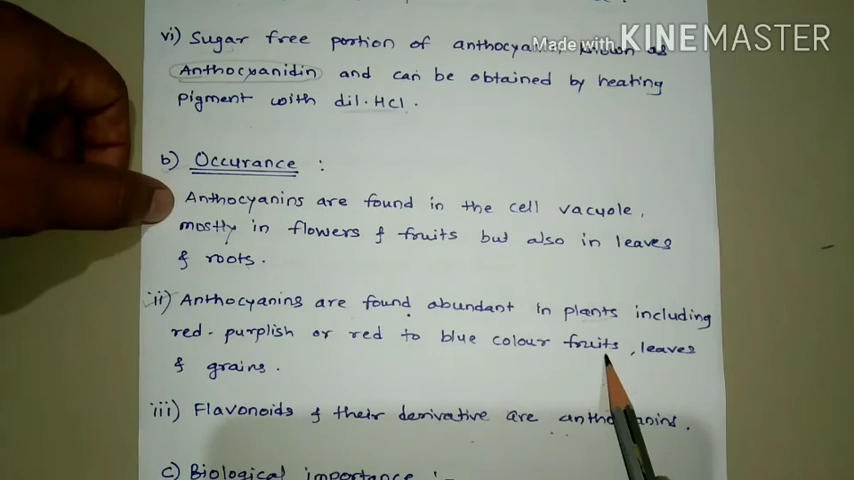 vi) Sugar free portion of as
Made with KINEMASTER
Anthocyanidin and can be obtained by heating
pigment with dil. HCl.
b) Occurance :
Anthocyanins are found in the cell vacuole,
mostly in flowers & fruits but also in leaves
& roots.
ii) Anthocyanins are found abundant in plants including
red-purplish or red to blue colour fruits, leaves
& grains.
iii) Flavonoids & their derivative are .
c) Biological importance :-